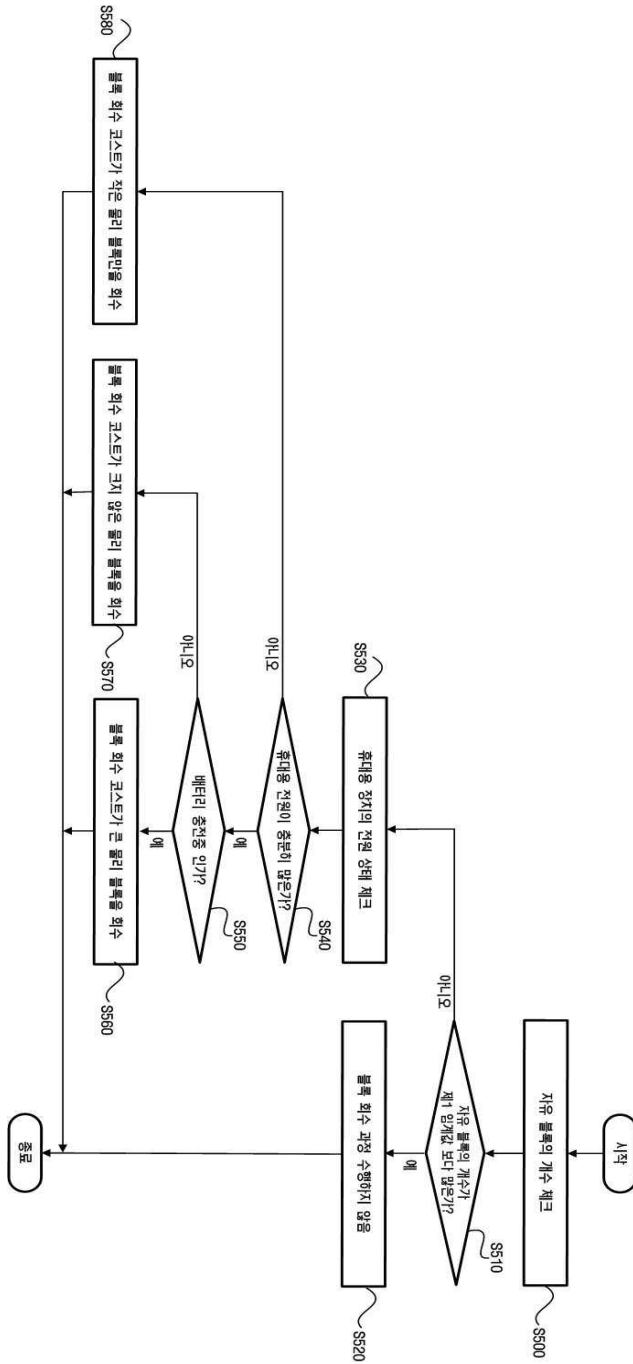 시작
자유 블록의 개수 체크
S500
자유 블록의 개수가
제1 임계값 보다 많은가?
S510
아니오
예
휴대용 장치의 전원 상태 체크
S530
블록 회수 과정 수행하지 않음
S520
휴대용 전원이 충분히 많은가?
S540
아니오
예
배터리 충전중 인가?
S550
아니오
예
블록 회수 코스트가 작은 물리 블록만을 회수
S580
블록 회수 코스트가 크지 않은 물리 블록을 회수
S570
블록 회수 코스트가 큰 물리 블록을 회수
S560
종료